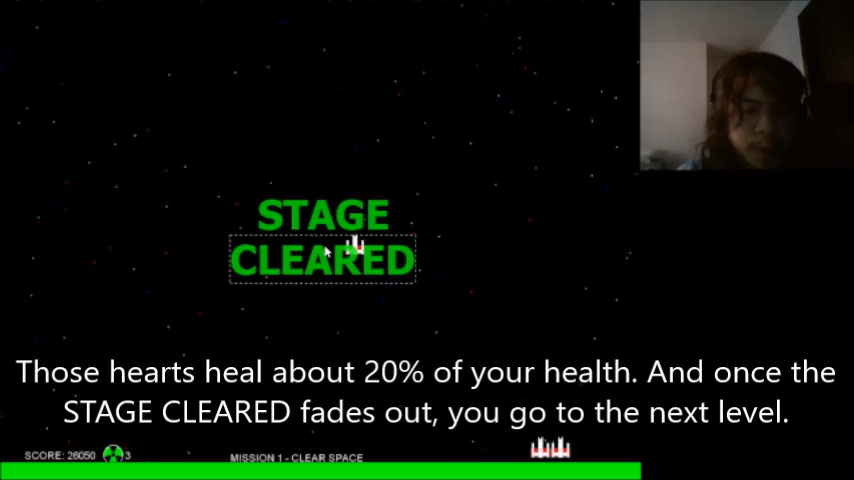 STAGE
CLEARED
Those hearts heal about 20% of your health. And once the
STAGE CLEARED fades out, you go to the next level.
SCORE: 26050 3
MISSION 1 - CLEAR SPACE